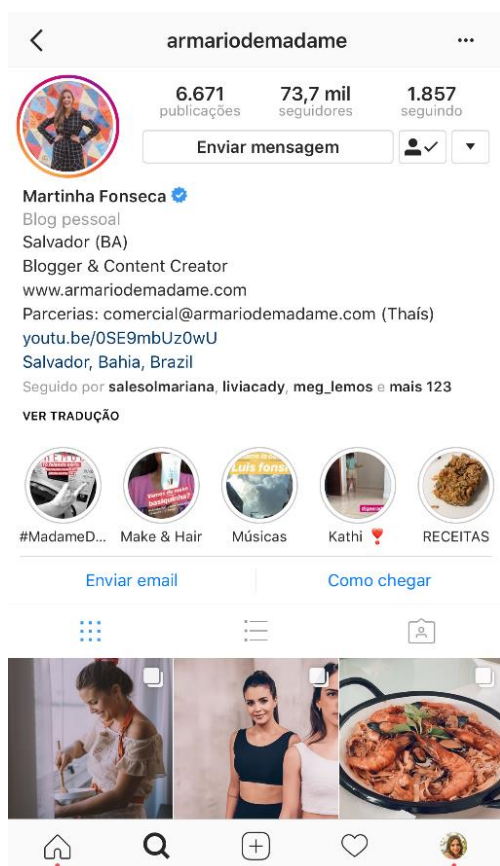 armariodemadame
6.671 73,7 mil 1.857
publicações seguidores seguindo
Enviar mensagem
Martinha Fonseca
Blog pessoal
Salvador (BA)
Blogger & Content Creator
www.armariodemadame.com
Parcerias: comercial@armariodemadame.com (Thaís)
youtu.be/0SE9mbUz0wU
Salvador, Bahia, Brazil
Seguido por salesolmariana, liviacady, meg_lemos e mais 123
VER TRADUÇÃO
Luis fonsi
#MadameD... Make & Hair Músicas Kathi RECEITAS
Enviar email Como chegar